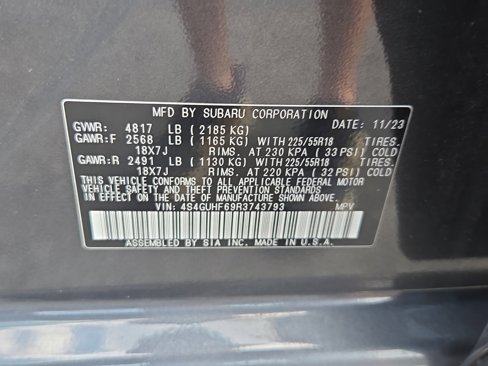 MFD BY SUBARU CORPORATION
GVWR: 4817 LB (2185 KG) DATE: 11/23
GAWR:F 2568 LB (1165 KG) WITH 225/55R18 TIRES.
18X7J RIMS. AT 230 KPA (33 PSI) COLD
GAWR:R 2491 LB (1130 KG) WITH 225/55R18 TIRES.
18X7J RIMS. AT 220 KPA (32 PSI) COLD
THIS VEHICLE CONFORMS TO ALL APPLICABLE FEDERAL MOTOR
VEHICLE SAFETY AND THEFT PREVENTION STANDARDS
IN EFFECT ON THE DATE OF MANUFACTURE SHOWN ABOVE.
VIN: 4S4GUHF69R3743793 MPV
ASSEMBLED BY SIA INC. MADE IN U.S.A.